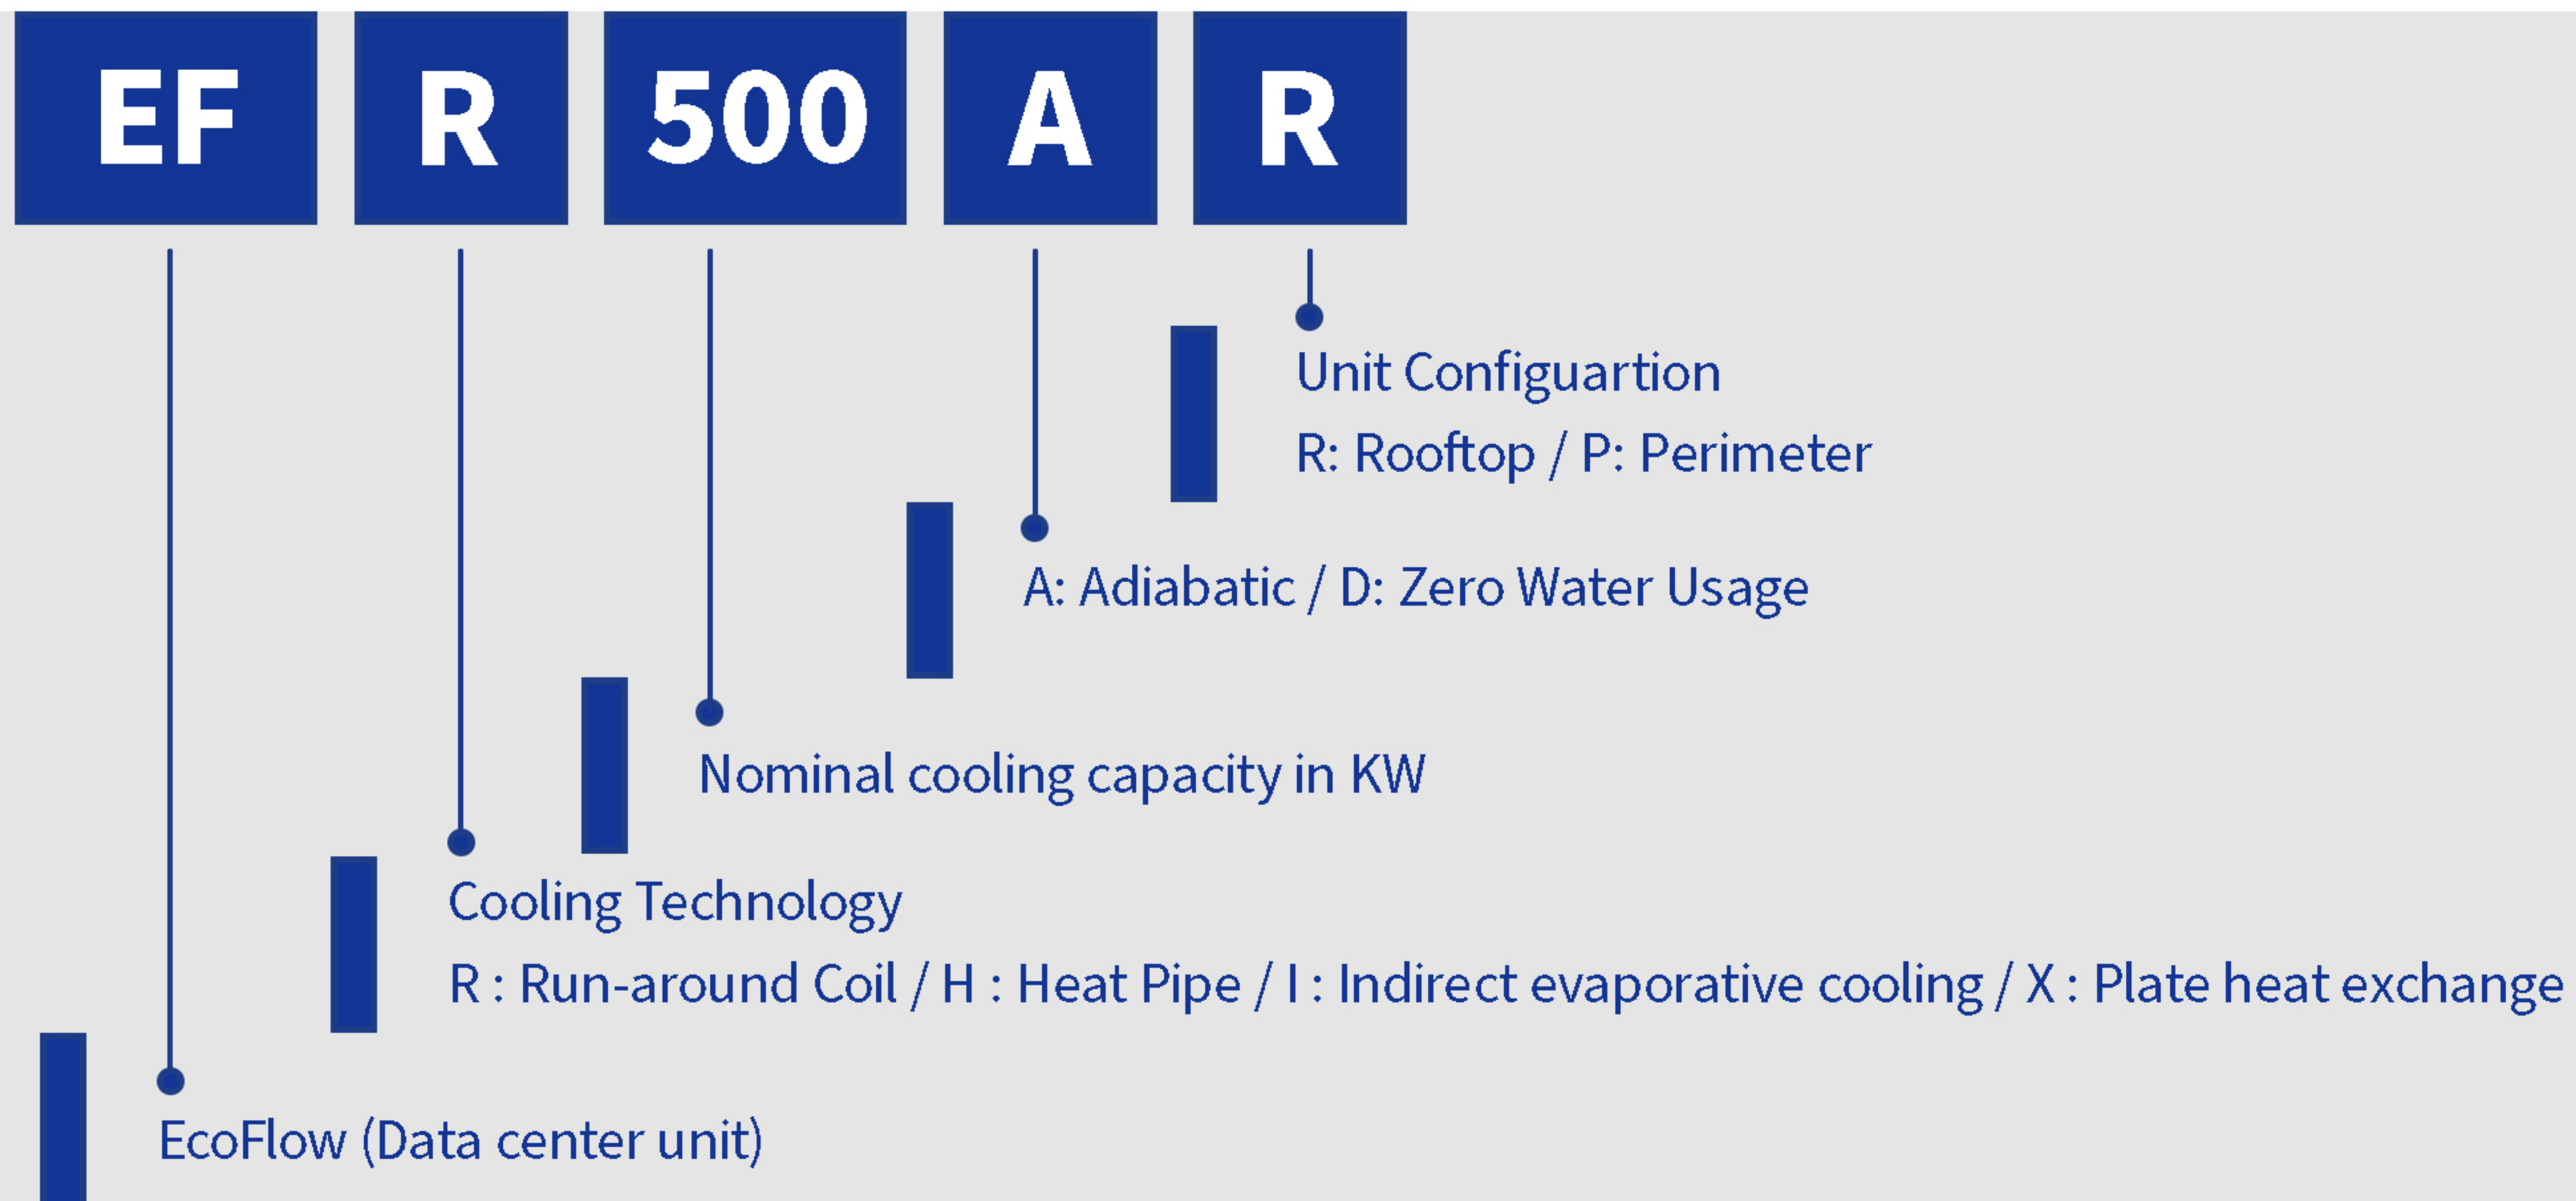 EF R 500 A R
Unit Configuartion
R: Rooftop / P: Perimeter
A: Adiabatic / D: Zero Water Usage
Nominal cooling capacity in KW
Cooling Technology
R : Run-around Coil / H : Heat Pipe / I : Indirect evaporative cooling / X : Plate heat exchange
EcoFlow (Data center unit)